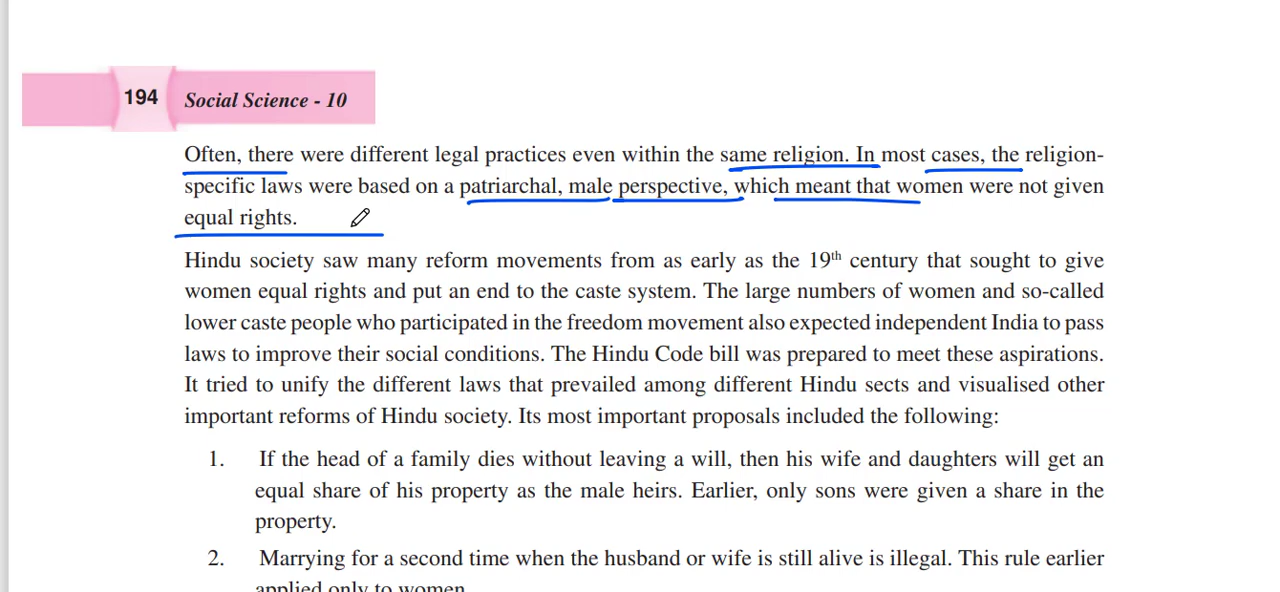 194 Social Science - 10
Often, there were different legal practices even within the same religion. In most cases, the religion-
specific laws were based on a patriarchal, male perspective, which meant that women were not given
equal rights.
Hindu society saw many reform movements from as early as the 19th century that sought to give
women equal rights and put an end to the caste system. The large numbers of women and so-called
lower caste people who participated in the freedom movement also expected independent India to pass
laws to improve their social conditions. The Hindu Code bill was prepared to meet these aspirations.
It tried to unify the different laws that prevailed among different Hindu sects and visualised other
important reforms of Hindu society. Its most important proposals included the following:
1. If the head of a family dies without leaving a will, then his wife and daughters will get an
equal share of his property as the male heirs. Earlier, only sons were given a share in the
property.
2. Marrying for a second time when the husband or wife is still alive is illegal. This rule earlier
applied only to women.